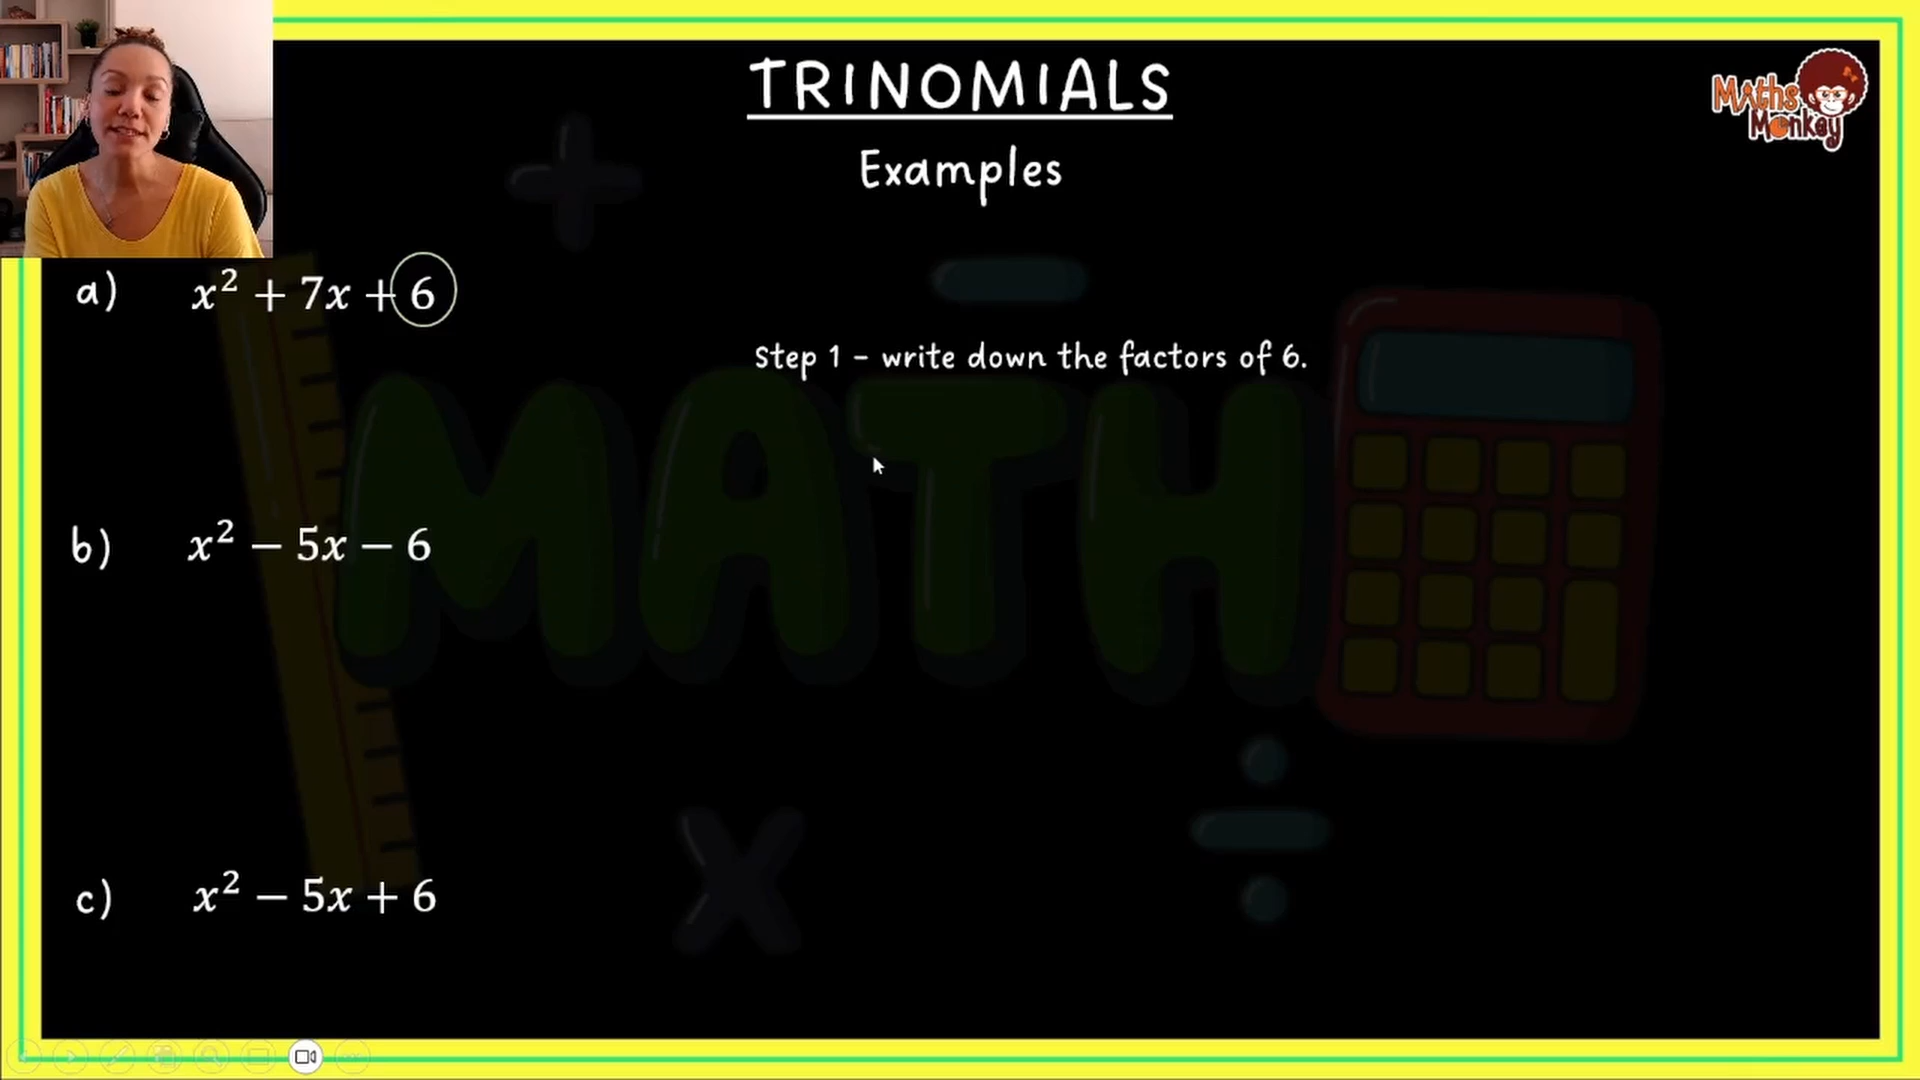 TRINOMIALS
Maths
Monkey
Examples
a) x² + 7x + 6
Step 1 - write down the factors of 6.
MATH
b) x² − 5x − 6
c) x² − 5x + 6